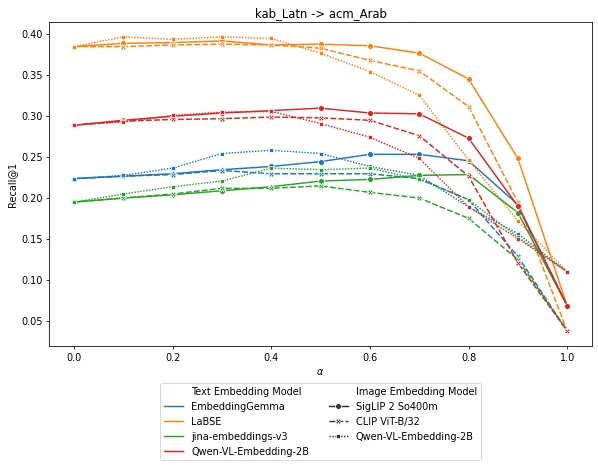 kab_Latn -> acm_Arab
Recall@1
0.40
0.35
0.30
0.25
0.20
0.15
0.10
0.05
0.0
0.2
0.4
0.6
0.8
1.0
α
Text Embedding Model
EmbeddingGemma
LaBSE
jina-embeddings-v3
Qwen-VL-Embedding-2B
Image Embedding Model
SigLIP 2 So400m
CLIP ViT-B/32
Qwen-VL-Embedding-2B